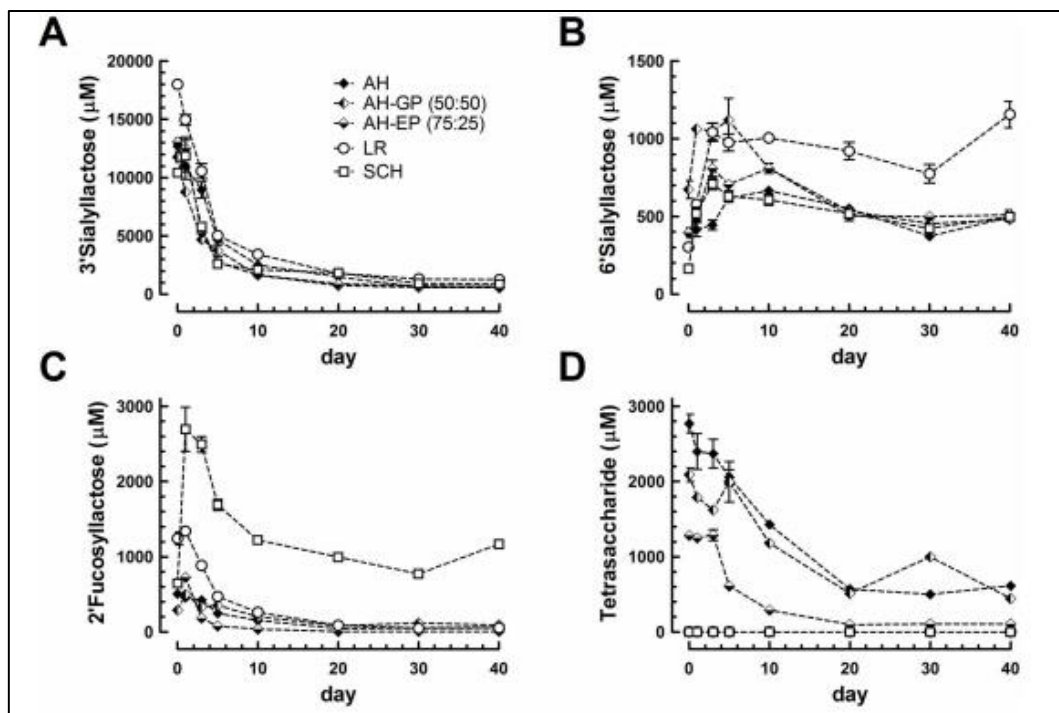 A
3'Sialyllactose (µM)
20000
15000
10000
5000
0
0 10 20 30 40
day
AH
AH-GP (50:50)
AH-EP (75:25)
LR
SCH
B
6'Sialyllactose (µM)
1500
1000
500
0
0 10 20 30 40
day
C
2'Fucosyllactose (µM)
3000
2000
1000
0
0 10 20 30 40
day
D
Tetrasaccharide (µM)
3000
2000
1000
0
0 10 20 30 40
day